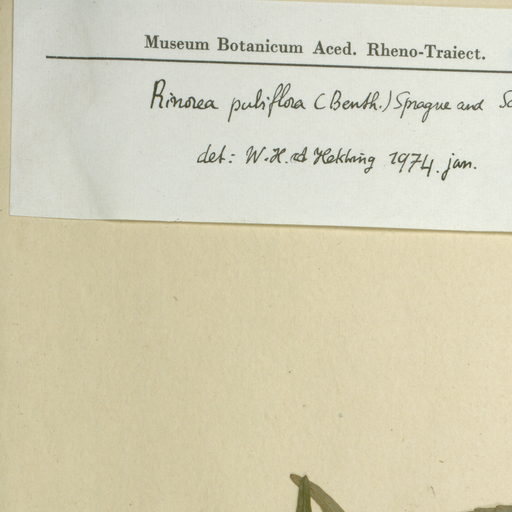 Museum Botanicum Aced. Rheno-Traiect.
Rinorea pubiflora (Benth.) Sprague and
det: W.H. Hekking 1974. jan.